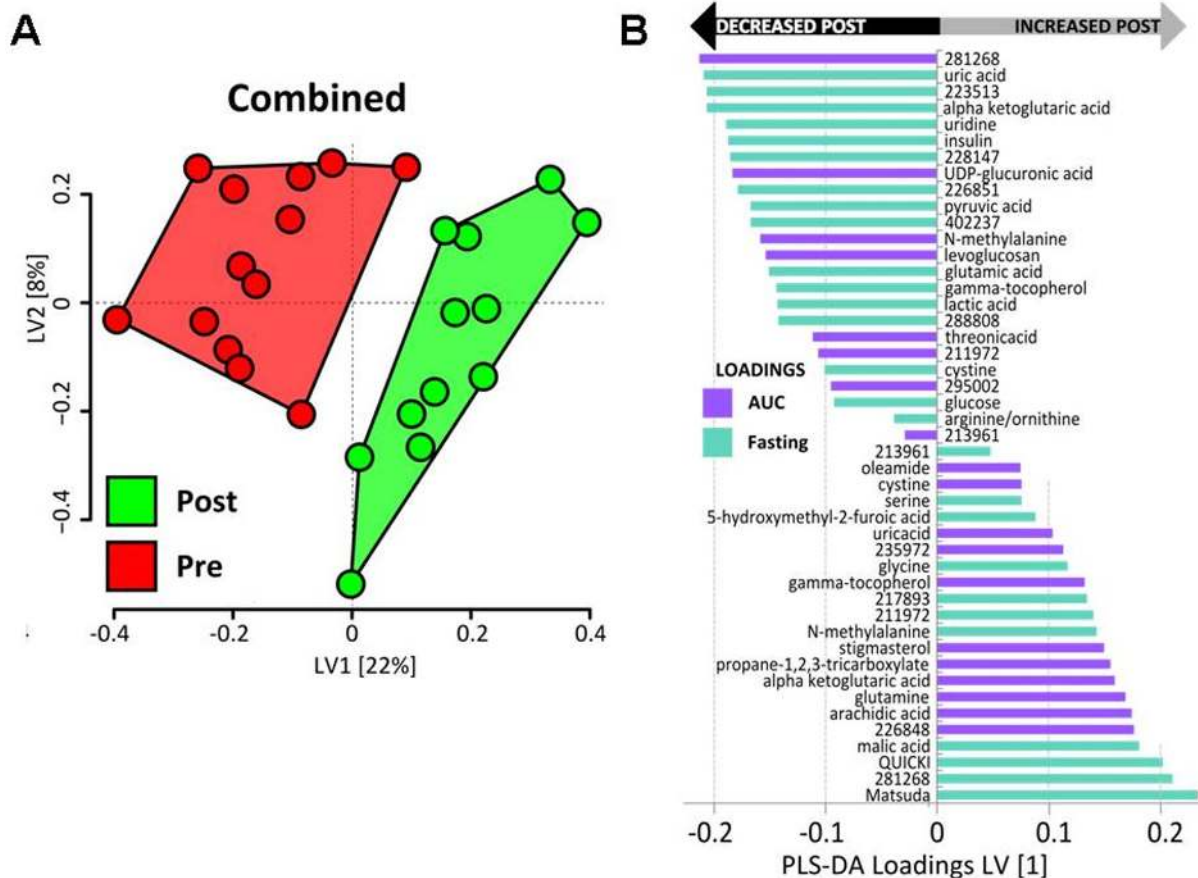 A
Combined
LV2 [8%]
0.2
0
−0.2
−0.4
Post
Pre
-0.4
-0.2
0
0.2
0.4
LV1 [22%]
B
DECREASED POST
INCREASED POST
281268
uric acid
223513
alpha ketoglutaric acid
uridine
insulin
228147
UDP-glucuronic acid
226851
pyruvic acid
402237
N-methylalanine
levoglucosan
glutamic acid
gamma-tocopherol
lactic acid
288808
threonicacid
211972
cystine
295002
glucose
arginine/ornithine
213961
LOADINGS
AUC
Fasting
213961
oleamide
cystine
serine
5-hydroxymethyl-2-furoic acid
uricacid
235972
glycine
gamma-tocopherol
217893
211972
N-methylalanine
stigmasterol
propane-1,2,3-tricarboxylate
alpha ketoglutaric acid
glutamine
arachidic acid
226848
malic acid
QUICKI
281268
Matsuda
-0.2
-0.1
0
0.1
0.2
PLS-DA Loadings LV [1]